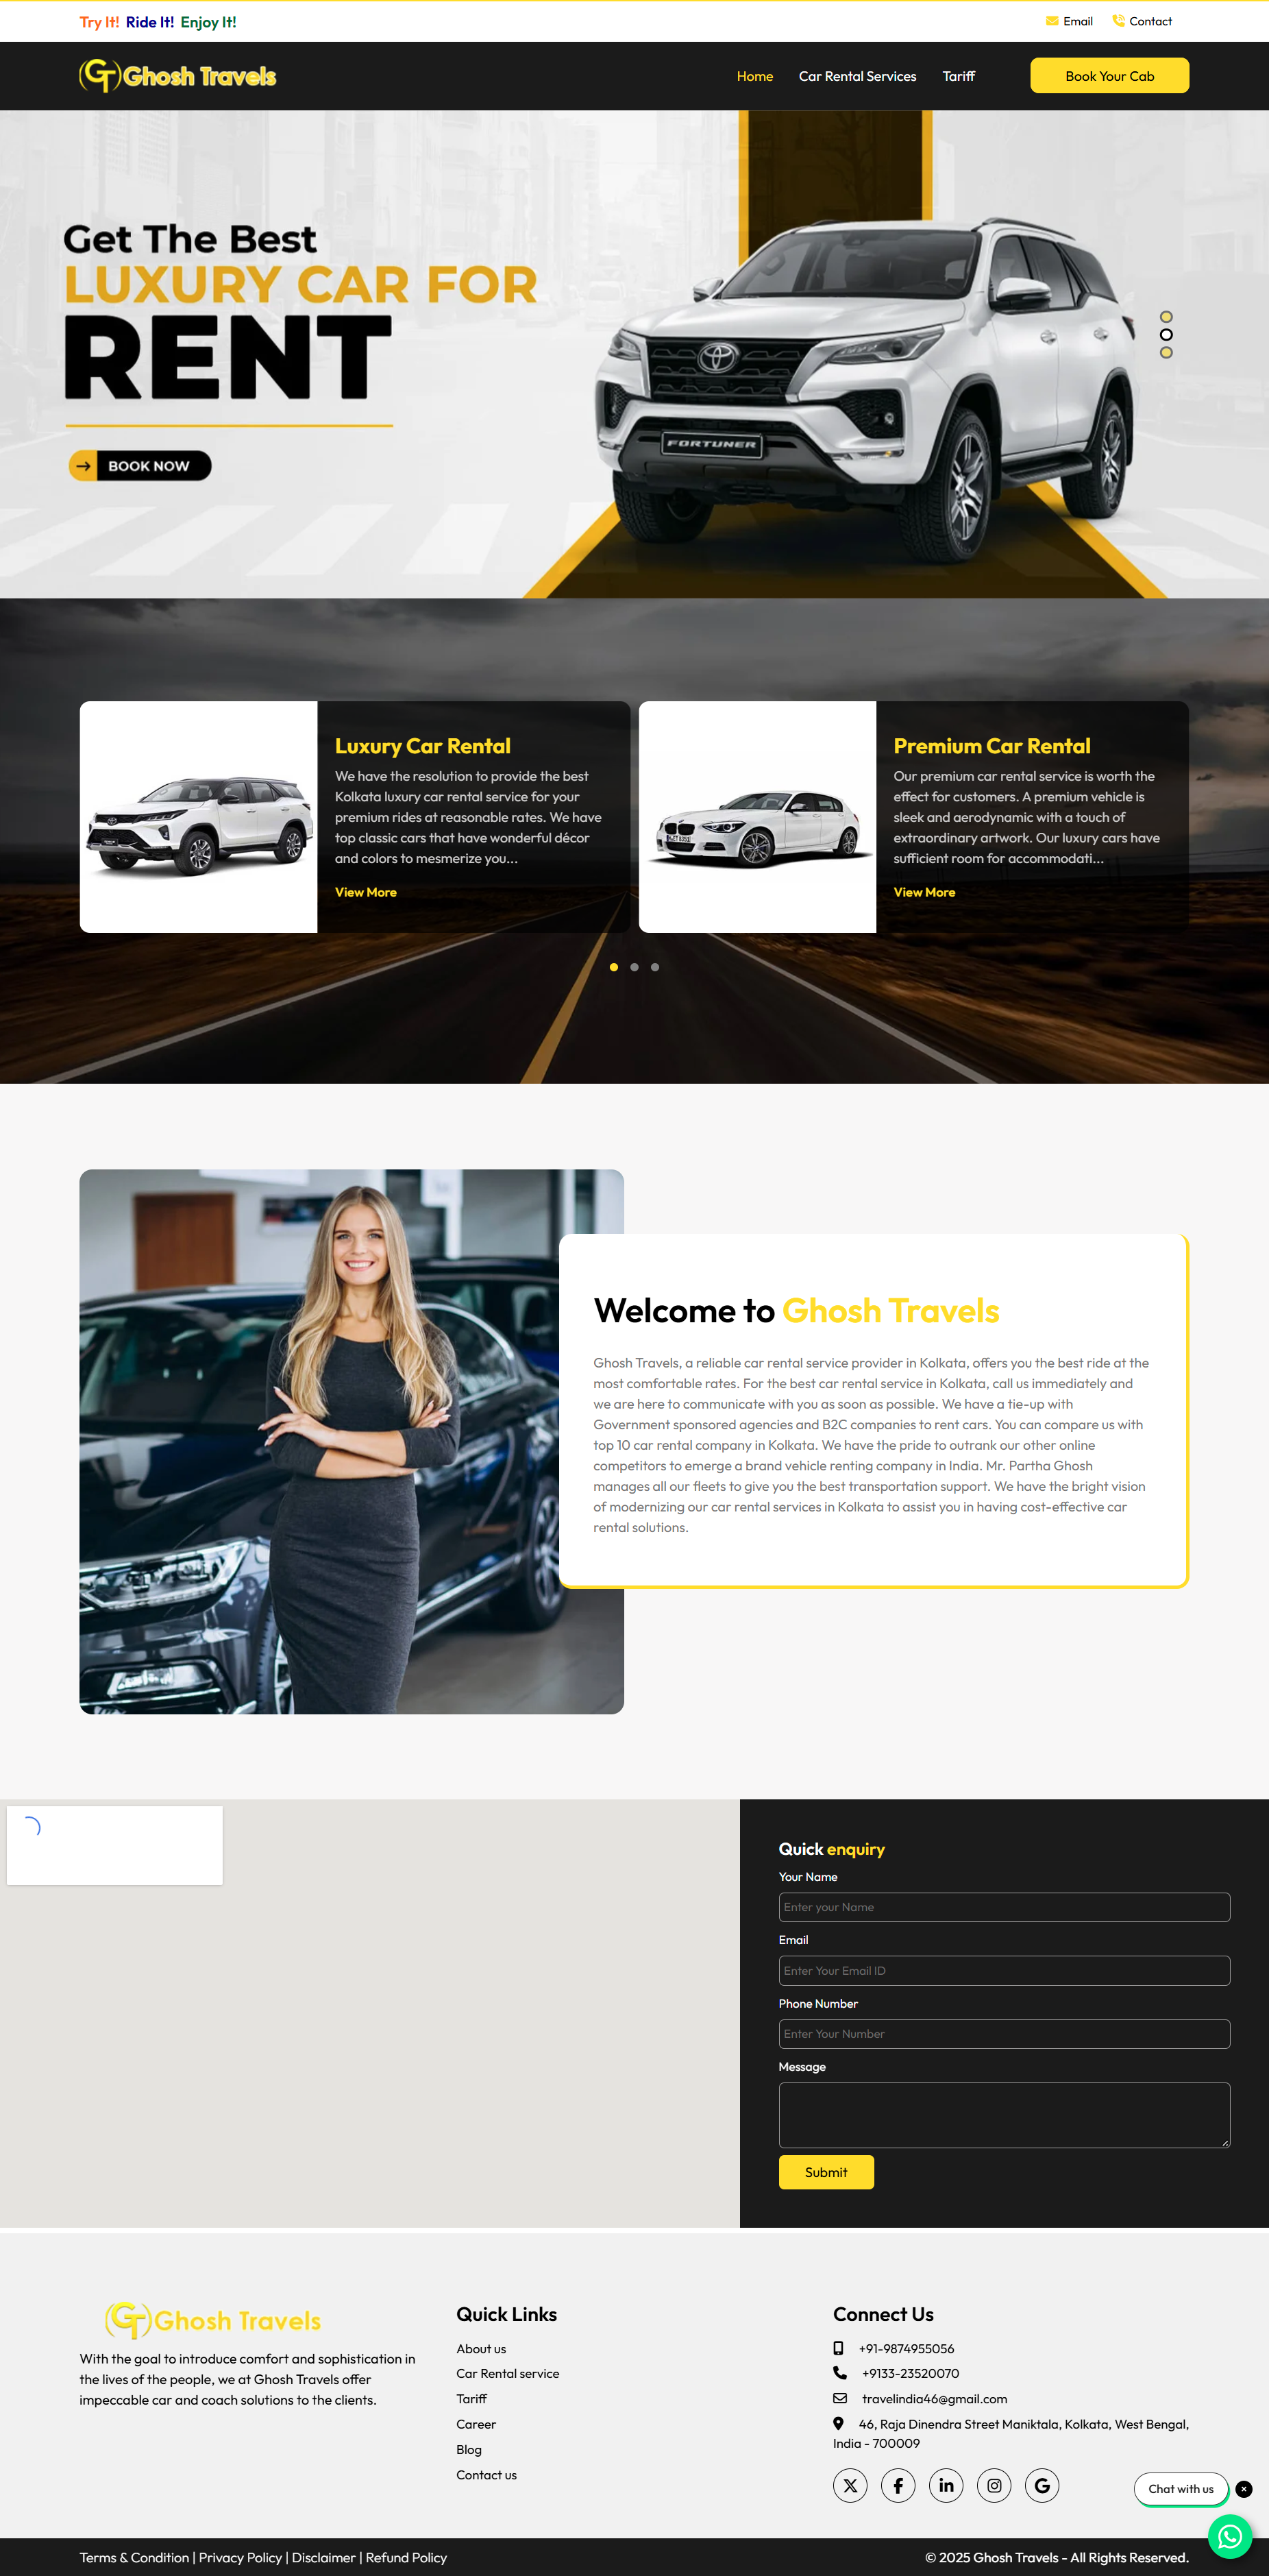 Try It! Ride It! Enjoy It!
Email
Contact
GT Ghosh Travels
Home
Car Rental Services
Tariff
Book Your Cab
Get The Best
LUXURY CAR FOR
RENT
BOOK NOW
FORTUNER
Luxury Car Rental
We have the resolution to provide the best
Kolkata luxury car rental service for your
premium rides at reasonable rates. We have
top classic cars that have wonderful décor
and colors to mesmerize you...
View More
Premium Car Rental
Our premium car rental service is worth the
effect for customers. A premium vehicle is
sleek and aerodynamic with a touch of
extraordinary artwork. Our luxury cars have
sufficient room for accommodati...
View More
Welcome to Ghosh Travels
Ghosh Travels, a reliable car rental service provider in Kolkata, offers you the best ride at the
most comfortable rates. For the best car rental service in Kolkata, call us immediately and
we are here to communicate with you as soon as possible. We have a tie-up with
Government sponsored agencies and B2C companies to rent cars. You can compare us with
top 10 car rental company in Kolkata. We have the pride to outrank our other online
competitors to emerge a brand vehicle renting company in India. Mr. Partha Ghosh
manages all our fleets to give you the best transportation support. We have the bright vision
of modernizing our car rental services in Kolkata to assist you in having cost-effective car
rental solutions.
Quick enquiry
Your Name
Enter your Name
Email
Enter Your Email ID
Phone Number
Enter Your Number
Message
Submit
GT Ghosh Travels
With the goal to introduce comfort and sophistication in
the lives of the people, we at Ghosh Travels offer
impeccable car and coach solutions to the clients.
Quick Links
About us
Car Rental service
Tariff
Career
Blog
Contact us
Connect Us
+91-9874955056
+9133-23520070
travelindia46@gmail.com
46, Raja Dinendra Street Maniktala, Kolkata, West Bengal,
India - 700009
Chat with us
Terms & Condition | Privacy Policy | Disclaimer | Refund Policy
© 2025 Ghosh Travels - All Rights Reserved.